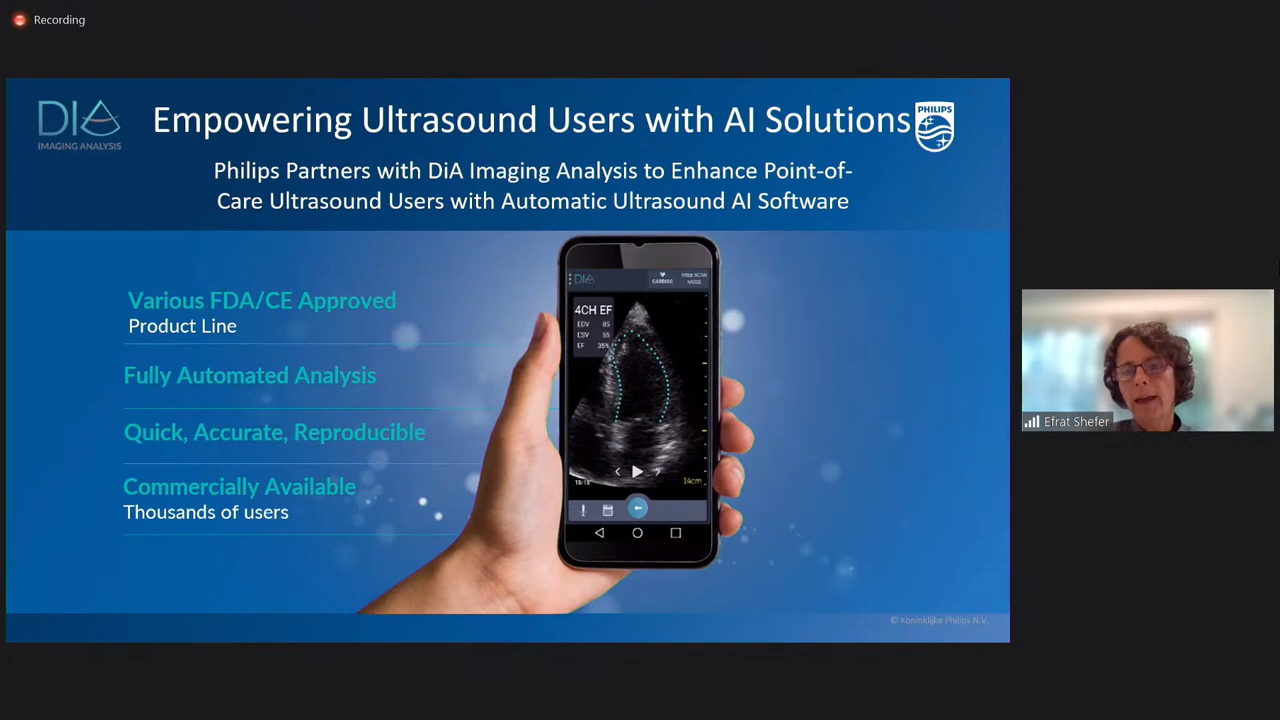 Recording
DIA
IMAGING ANALYSIS
Empowering Ultrasound Users with AI Solutions
PHILIPS
Philips Partners with DiA Imaging Analysis to Enhance Point-of-
Care Ultrasound Users with Automatic Ultrasound AI Software
Various FDA/CE Approved
Product Line
Fully Automated Analysis
Quick, Accurate, Reproducible
Commercially Available
Thousands of users
DIA
CARDIAC
FREE SCAN
MODE
4CH EF
EDV 85
ESV 55
EF 35%
15/18
14cm
© Koninklijke Philips N.V.
Efrat Shefer